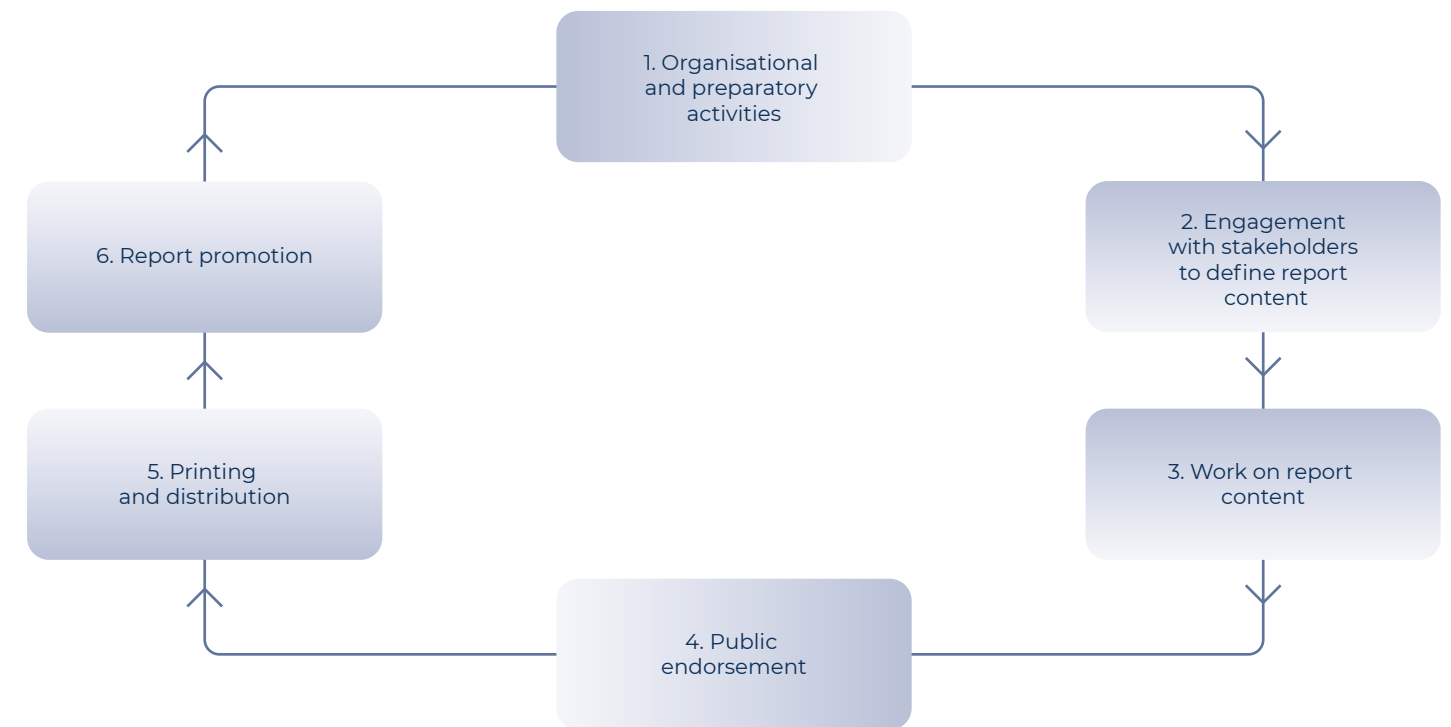 1. Organisational
and preparatory
activities
2. Engagement
with stakeholders
to define report
content
3. Work on report
content
4. Public
endorsement
5. Printing
and distribution
6. Report promotion